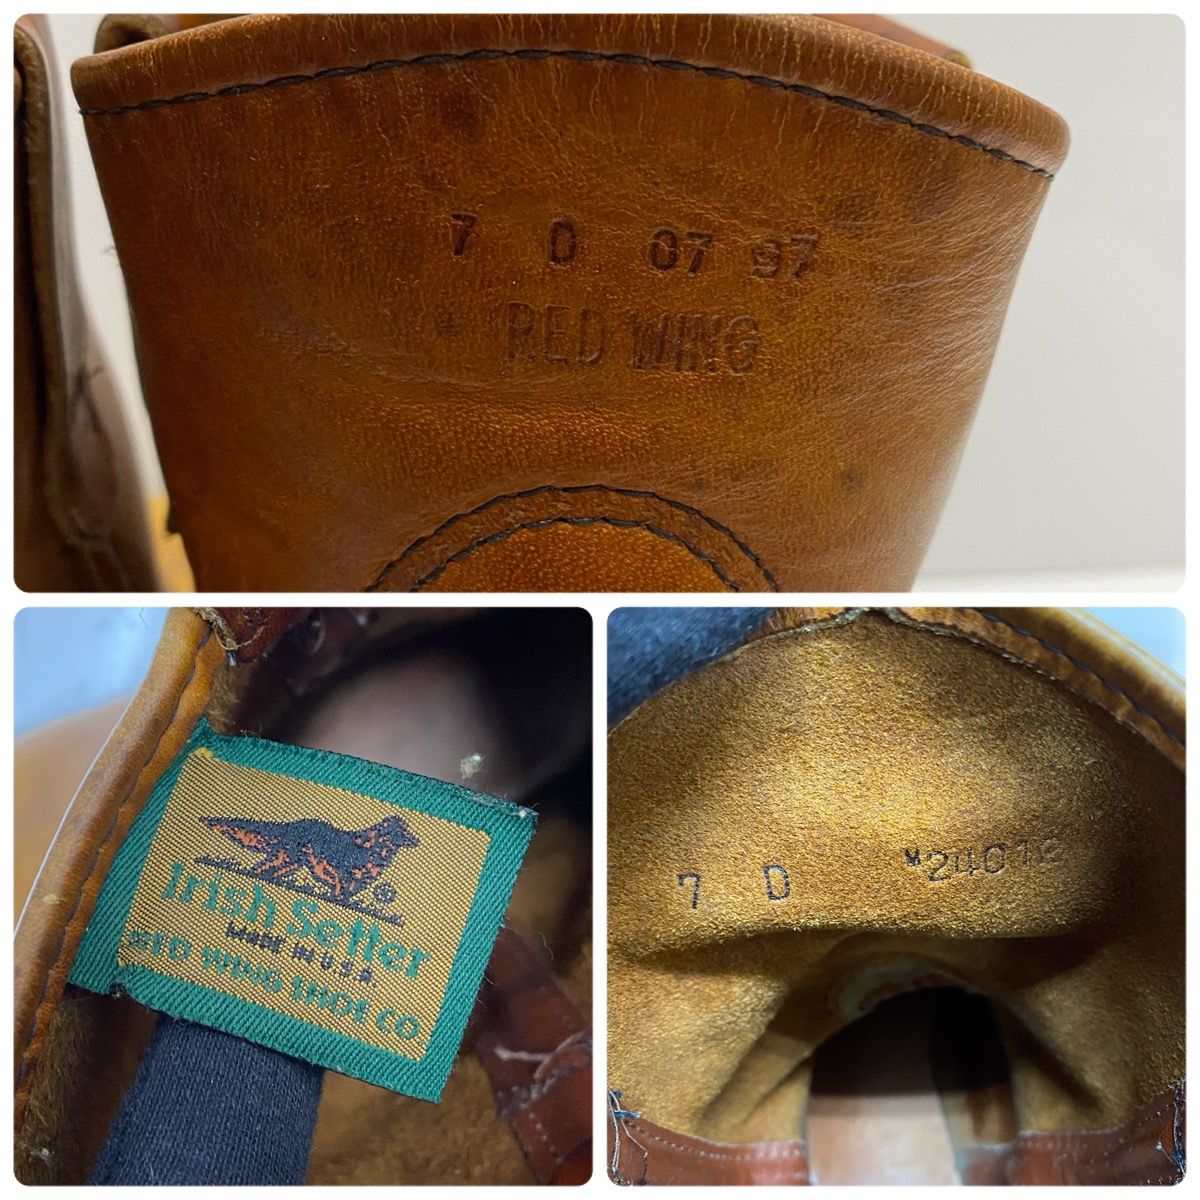 7 D 07 97
RED WING
®
Irish Setter
MADE IN U.S.A.
RED WING SHOE CO
7 D M24012